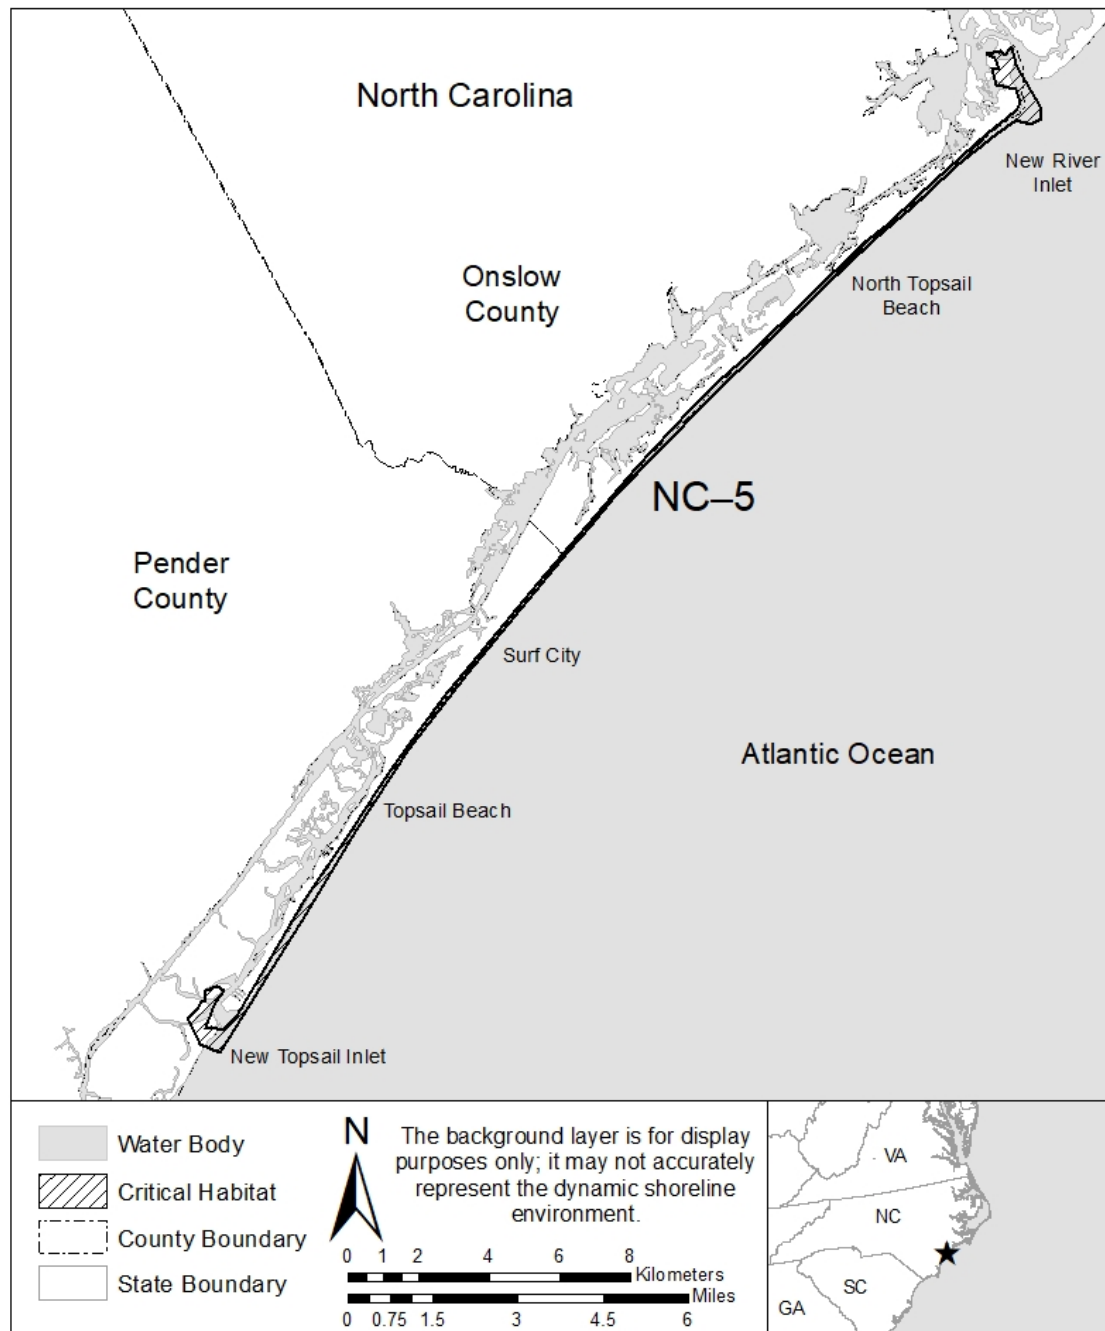 North Carolina
New River
Inlet
Onslow
County
North Topsail
Beach
NC–5
Pender
County
Surf City
Atlantic Ocean
Topsail Beach
New Topsail Inlet
Water Body
Critical Habitat
County Boundary
State Boundary
N
The background layer is for display
purposes only; it may not accurately
represent the dynamic shoreline
environment.
0 1 2 4 6 8
Kilometers
Miles
0 0.75 1.5 3 4.5 6
VA
NC
SC
GA